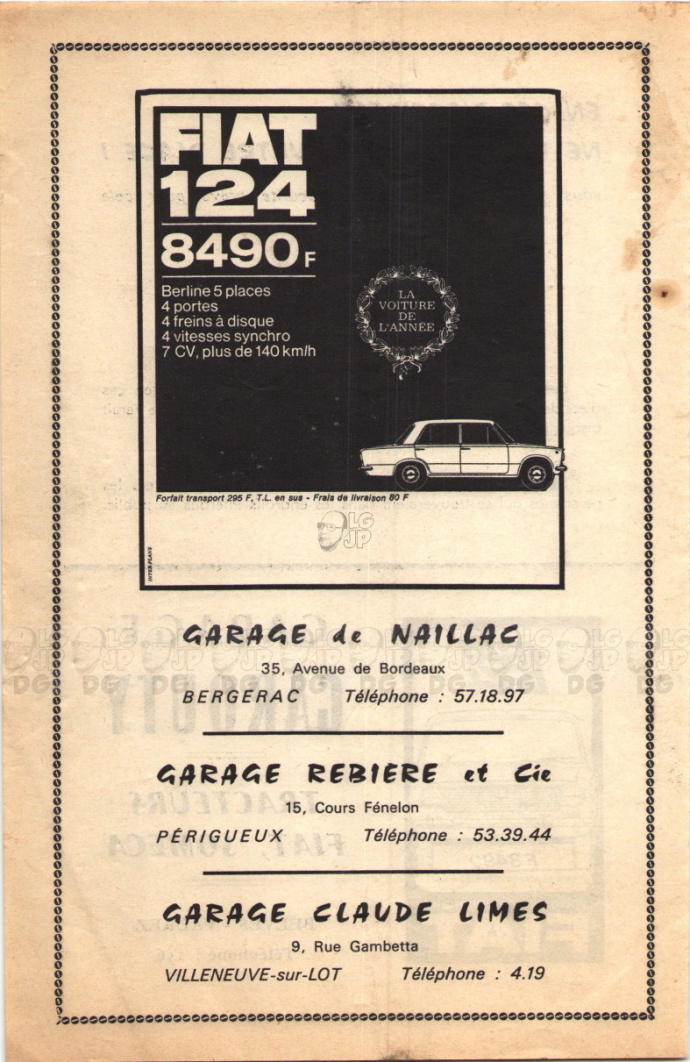 FIAT
124
8490 F
Berline 5 places
4 portes
4 freins à disque
4 vitesses synchro
7 CV, plus de 140 km/h
LA
VOITURE
DE
L'ANNÉE
Forfait transport 295 F, T.L. en sus - Frais de livraison 80 F
LG
JP
INTER PLANS
GARAGE de NAILLAC
35, Avenue de Bordeaux
BERGERAC Téléphone : 57.18.97
GARAGE REBIERE et Cie
15, Cours Fénelon
PÉRIGUEUX Téléphone : 53.39.44
GARAGE CLAUDE LIMES
9, Rue Gambetta
VILLENEUVE-sur-LOT Téléphone : 4.19